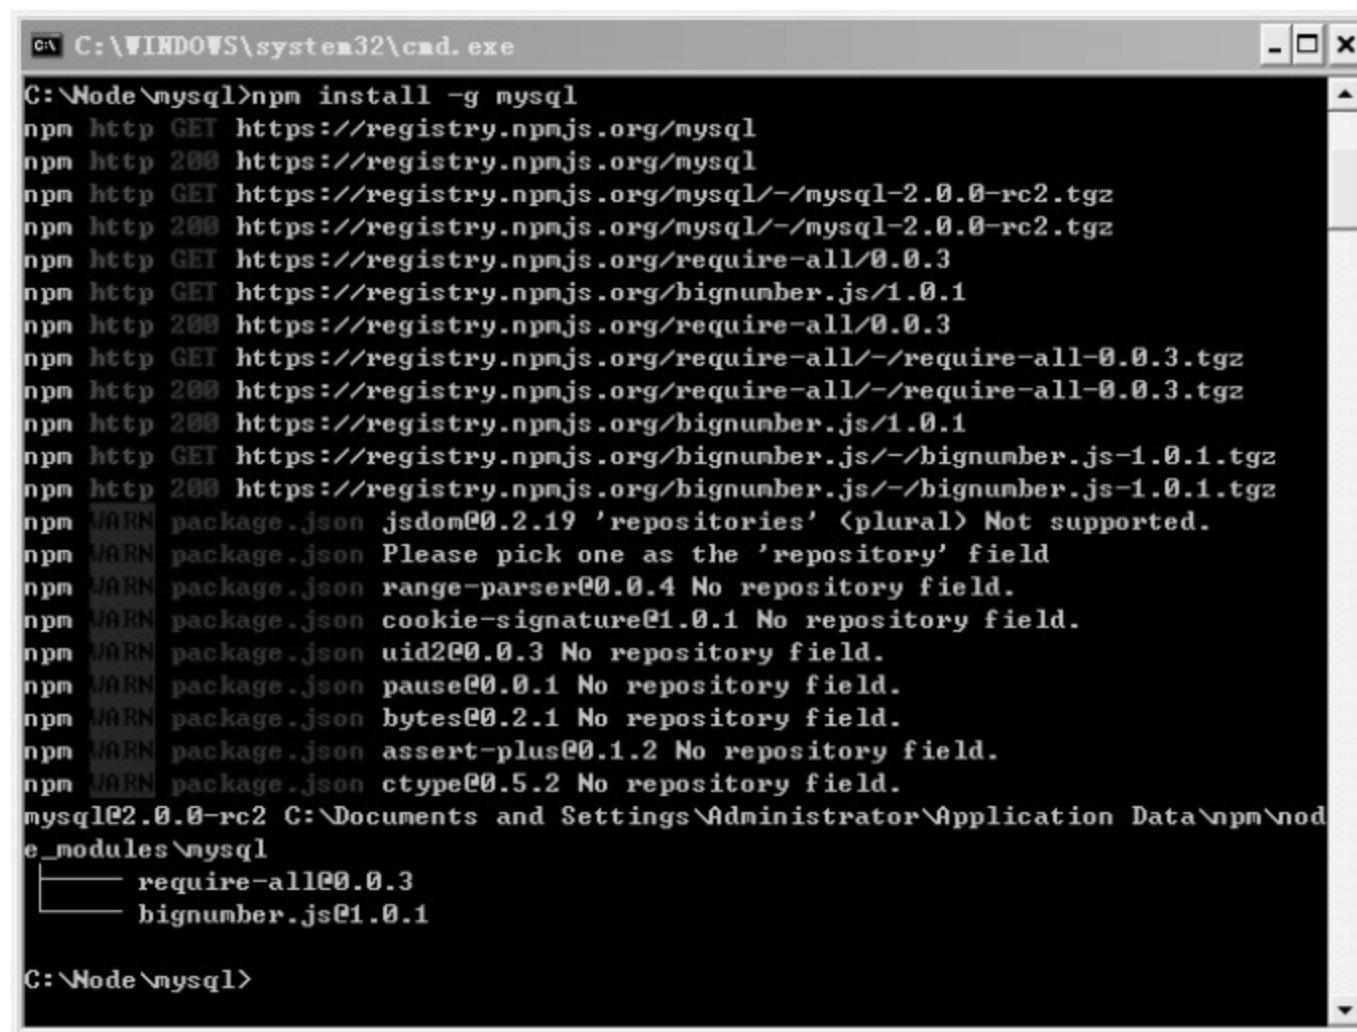 C:\WINDOWS\system32\cmd.exe
C:\Node\mysql>npm install -g mysql
npm http GET https://registry.npmjs.org/mysql
npm http 200 https://registry.npmjs.org/mysql
npm http GET https://registry.npmjs.org/mysql/-/mysql-2.0.0-rc2.tgz
npm http 200 https://registry.npmjs.org/mysql/-/mysql-2.0.0-rc2.tgz
npm http GET https://registry.npmjs.org/require-all/0.0.3
npm http GET https://registry.npmjs.org/bignumber.js/1.0.1
npm http 200 https://registry.npmjs.org/require-all/0.0.3
npm http GET https://registry.npmjs.org/require-all/-/require-all-0.0.3.tgz
npm http 200 https://registry.npmjs.org/require-all/-/require-all-0.0.3.tgz
npm http 200 https://registry.npmjs.org/bignumber.js/1.0.1
npm http GET https://registry.npmjs.org/bignumber.js/-/bignumber.js-1.0.1.tgz
npm http 200 https://registry.npmjs.org/bignumber.js/-/bignumber.js-1.0.1.tgz
npm WARN package.json jsdom@0.2.19 'repositories' (plural) Not supported.
npm WARN package.json Please pick one as the 'repository' field
npm WARN package.json range-parser@0.0.4 No repository field.
npm WARN package.json cookie-signature@1.0.1 No repository field.
npm WARN package.json uid2@0.0.3 No repository field.
npm WARN package.json pause@0.0.1 No repository field.
npm WARN package.json bytes@0.2.1 No repository field.
npm WARN package.json assert-plus@0.1.2 No repository field.
npm WARN package.json ctype@0.5.2 No repository field.
mysql@2.0.0-rc2 C:\Documents and Settings\Administrator\Application Data\npm\nod
e_modules\mysql
require-all@0.0.3
bignumber.js@1.0.1
C:\Node\mysql>